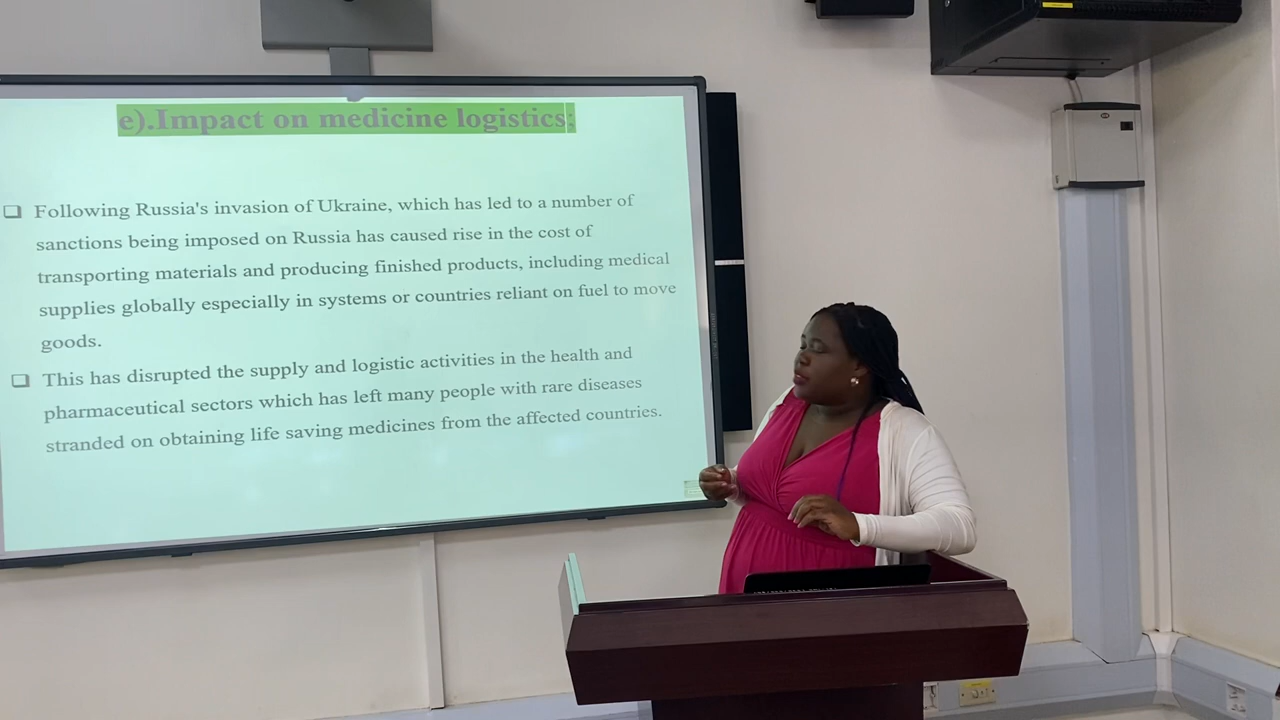 e).Impact on medicine logistics;
Following Russia's invasion of Ukraine, which has led to a number of
sanctions being imposed on Russia has caused rise in the cost of
transporting materials and producing finished products, including medical
supplies globally especially in systems or countries reliant on fuel to move
goods.
This has disrupted the supply and logistic activities in the health and
pharmaceutical sectors which has left many people with rare diseases
stranded on obtaining life saving medicines from the affected countries.